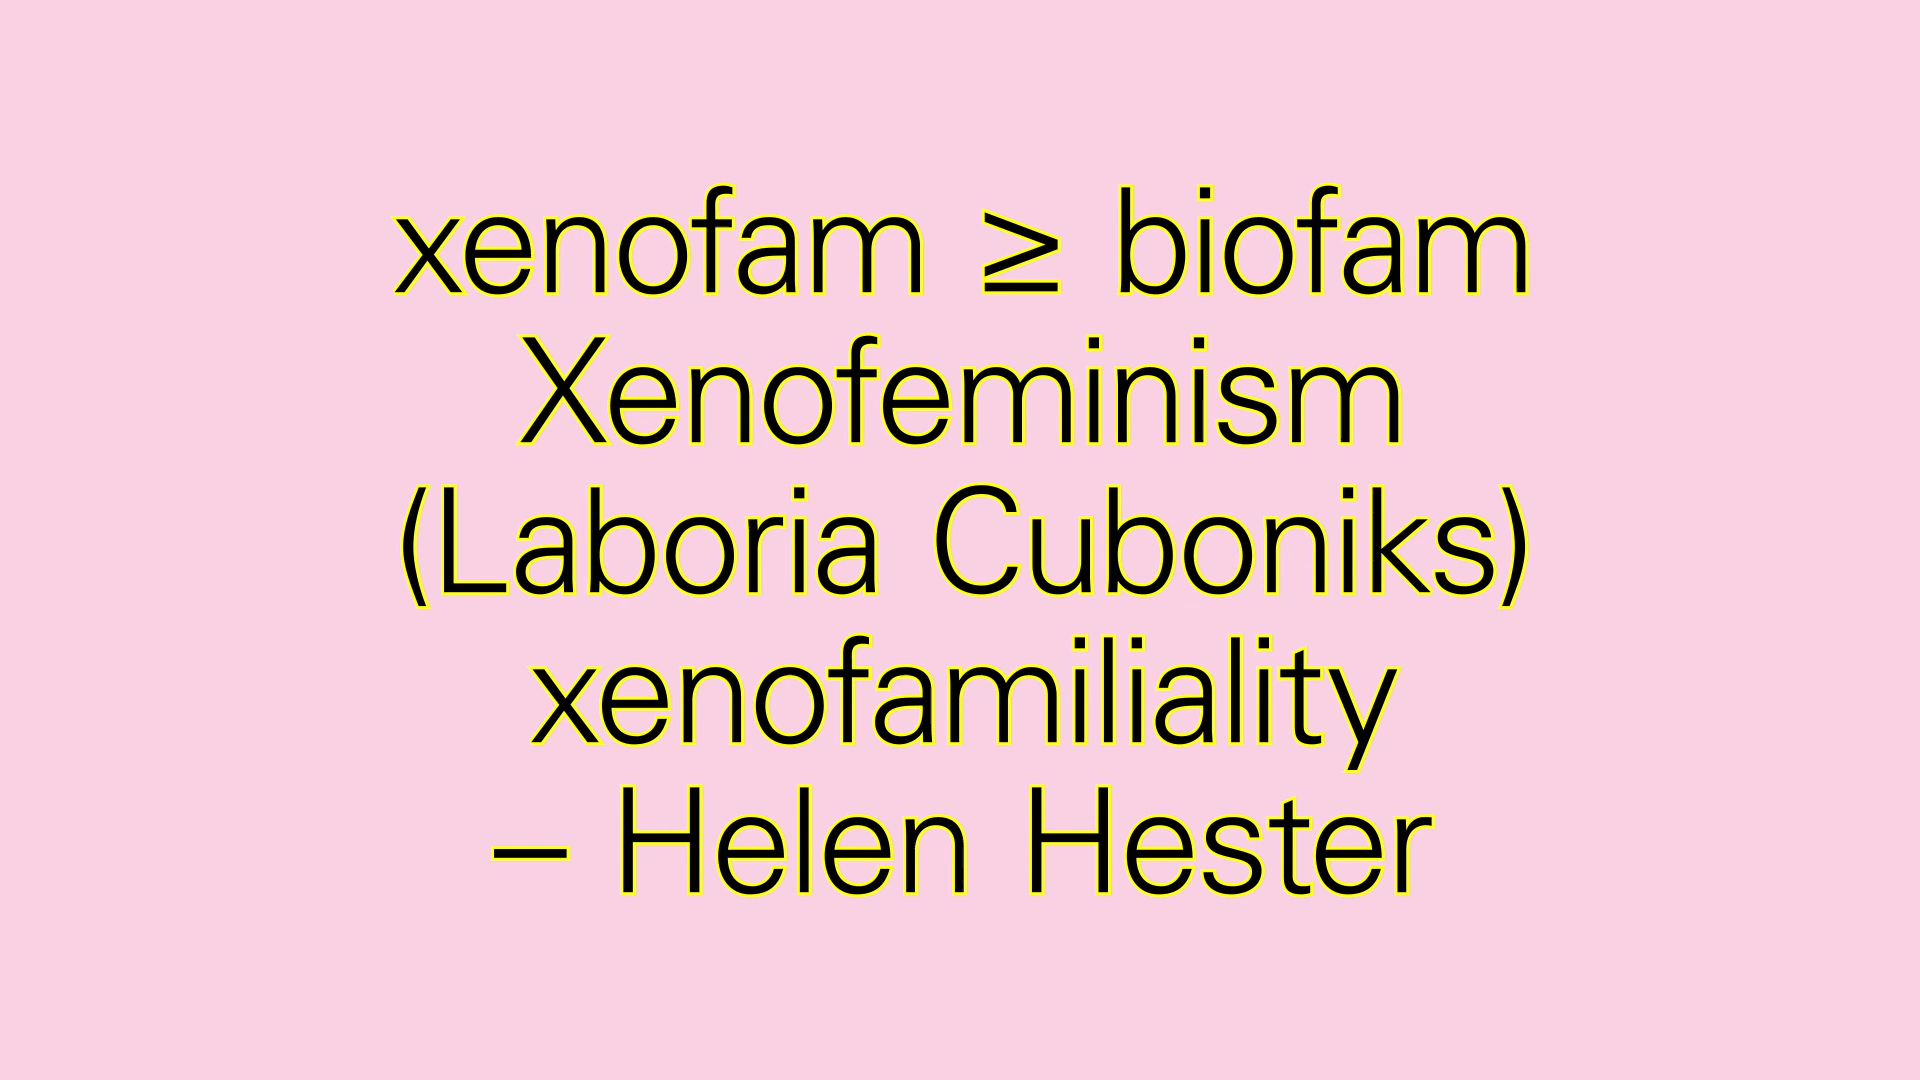 xenofam ≥ biofam
Xenofeminism
(Laboria Cuboniks)
xenofamiliality
– Helen Hester